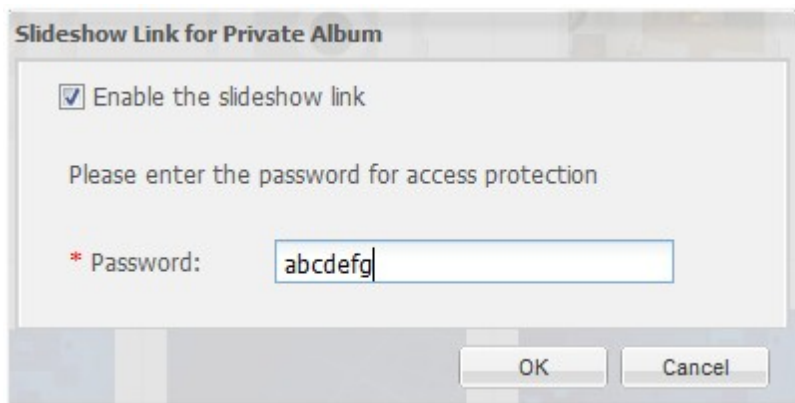 Slideshow Link for Private Album
Enable the slideshow link
Please enter the password for access protection
* Password: abcdefg
OK Cancel